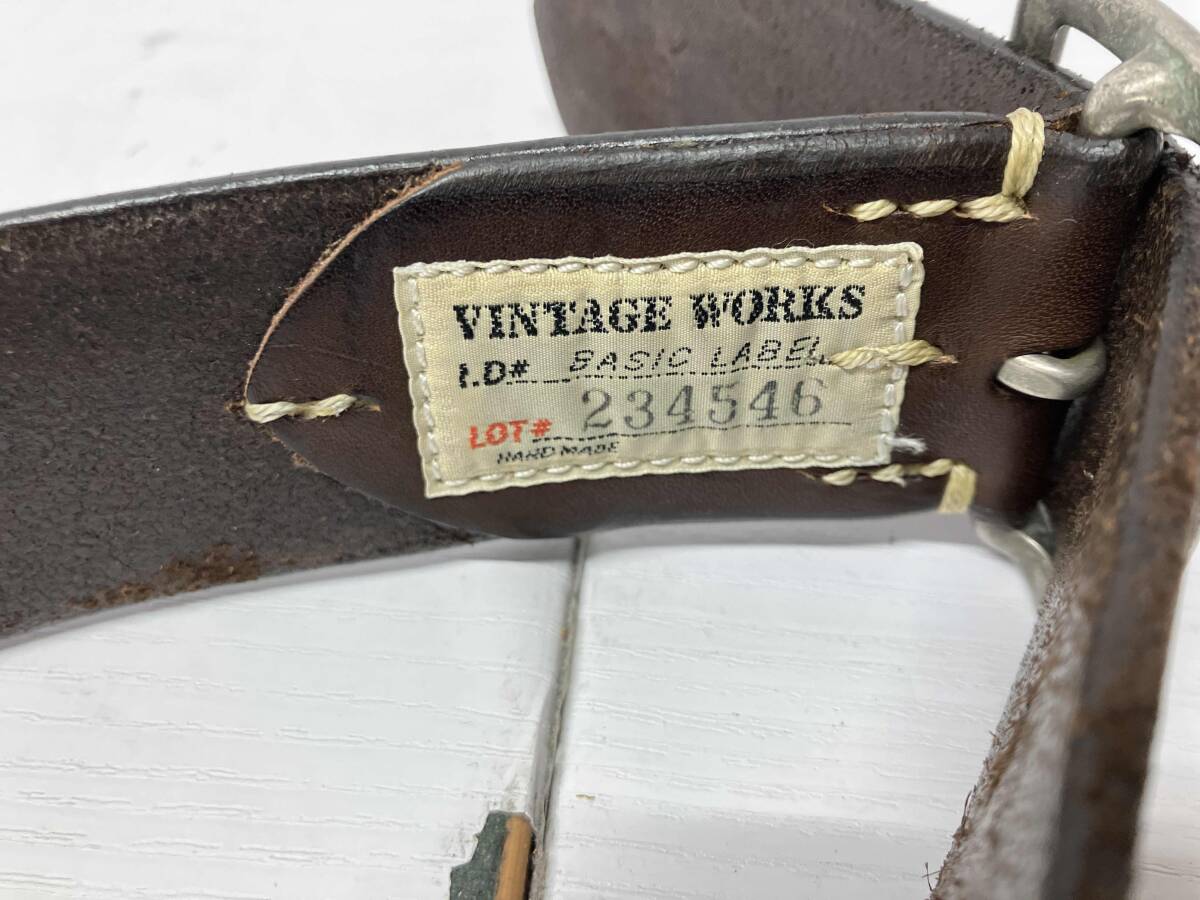 VINTAGE WORKS
I.D# BASIC LABEL
LOT# 234546
HAND MADE